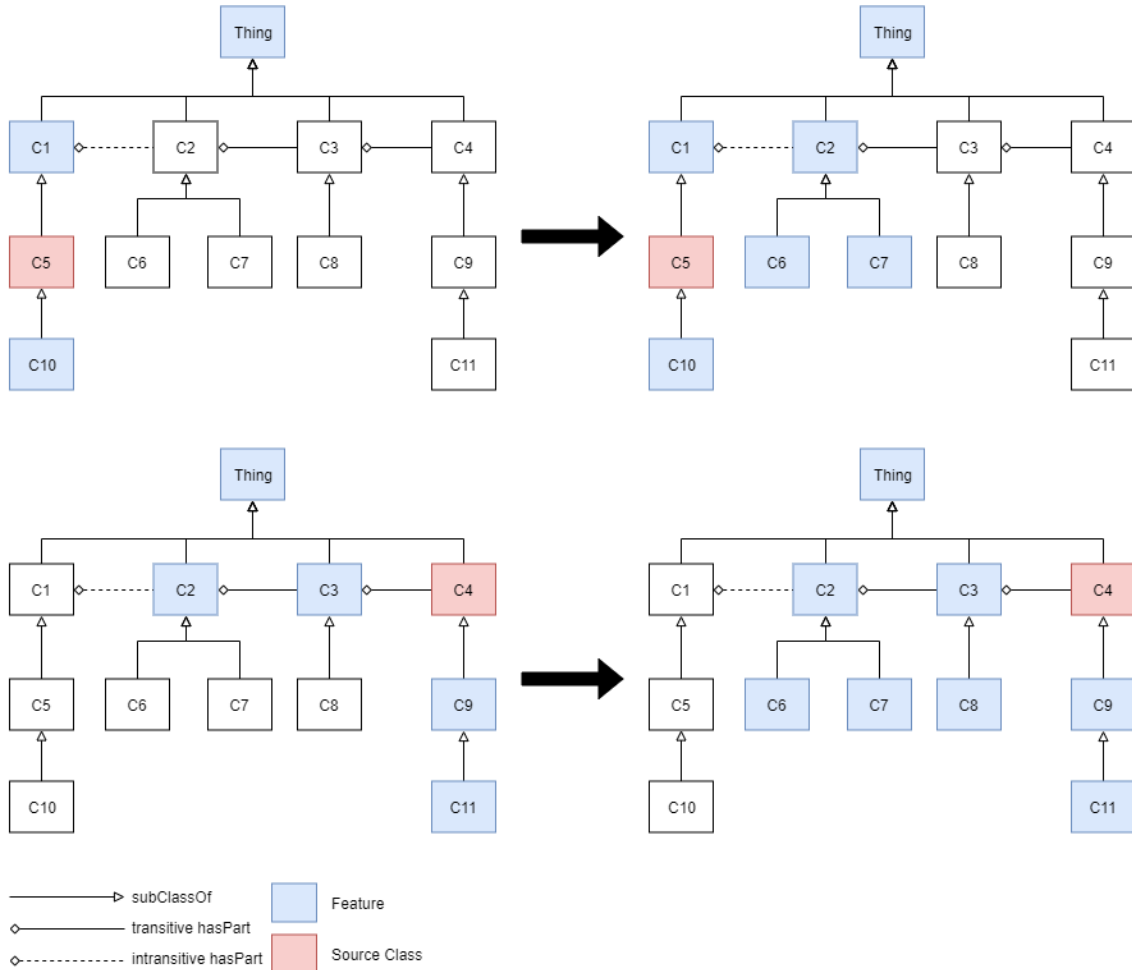 Thing
Thing
C1
C2
C3
C4
C1
C2
C3
C4
C5
C6
C7
C8
C9
C5
C6
C7
C8
C9
C10
C11
C10
C11
Thing
Thing
C1
C2
C3
C4
C1
C2
C3
C4
C5
C6
C7
C8
C9
C5
C6
C7
C8
C9
C10
C11
C10
C11
subClassOf
Feature
transitive hasPart
intransitive hasPart
Source Class